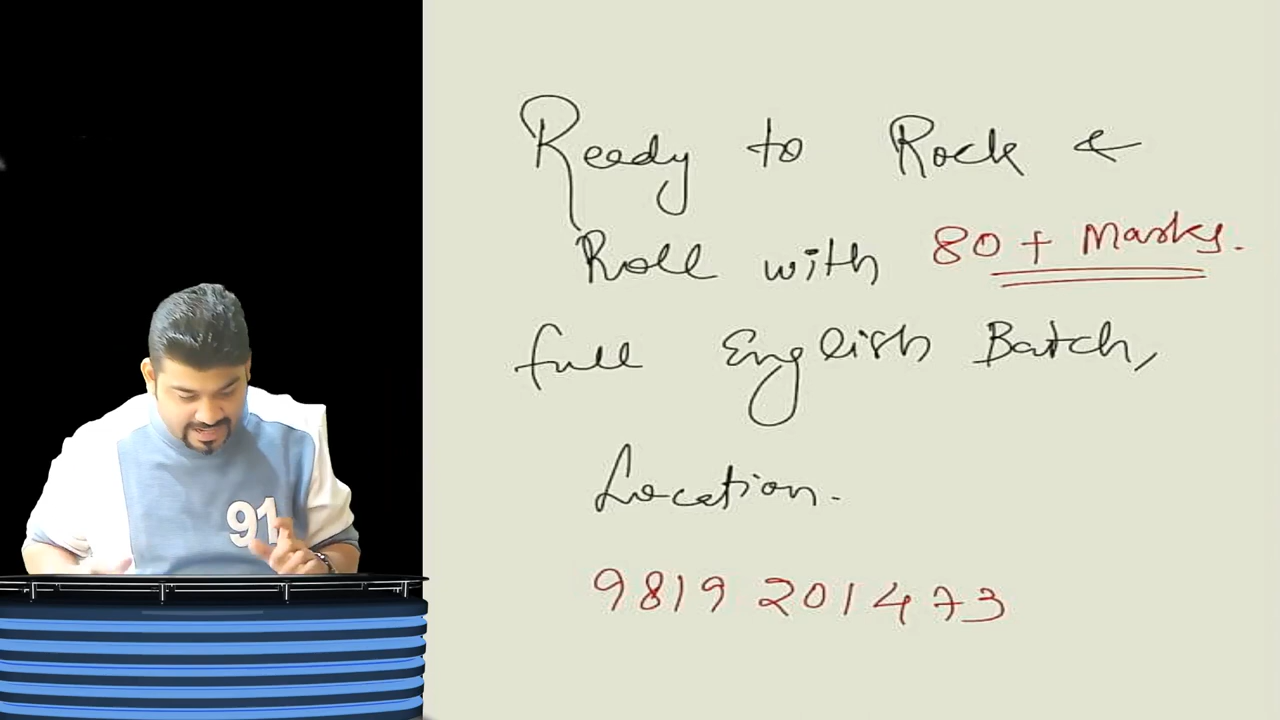 Ready to Rock &
Roll with 80 + Marks.
full English Batch,
Location.
9819 201473
91